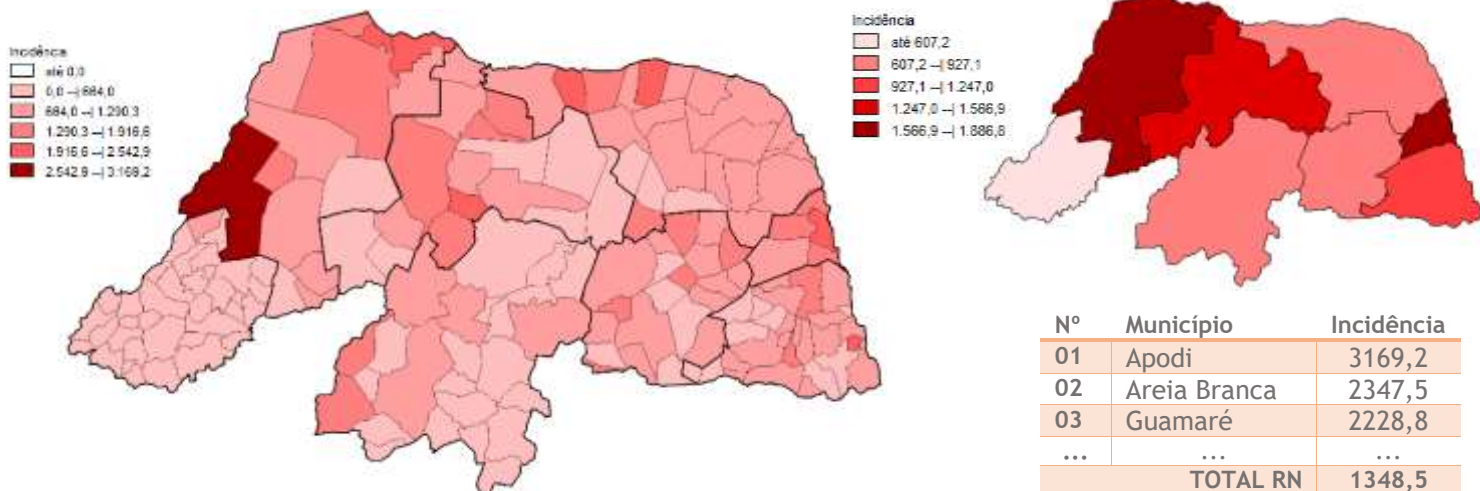 Incidência
até 0,0
0,0 --| 664,0
664,0 --| 1.290,3
1.290,3 --| 1.916,6
1.916,6 --| 2.542,9
2.542,9 --| 3.169,2
Incidência
até 607,2
607,2 --| 927,1
927,1 --| 1.247,0
1.247,0 --| 1.566,9
1.566,9 --| 1.886,8
Nº Município Incidência
01 Apodi 3169,2
02 Areia Branca 2347,5
03 Guamaré 2228,8
... ... ...
TOTAL RN 1348,5